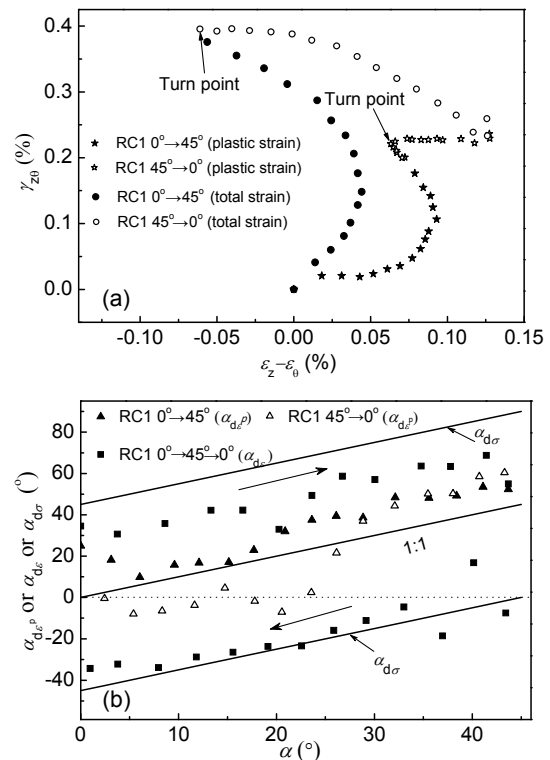 (a)
γzθ (%)
0.4
0.3
0.2
0.1
0.0
Turn point
Turn point
RC1 0°→45° (plastic strain)
RC1 45°→0° (plastic strain)
RC1 0°→45° (total strain)
RC1 45°→0° (total strain)
-0.10 -0.05 0.00 0.05 0.10 0.15
εz−εθ (%)
(b)
αdεᵖ or αdε or αdσ (°)
80
60
40
20
0
-20
-40
RC1 0°→45° (αdεᵖ) RC1 45°→0° (αdεᵖ)
RC1 0°→45°→0° (αdε)
αdσ
1:1
αdσ
0 10 20 30 40
α (°)